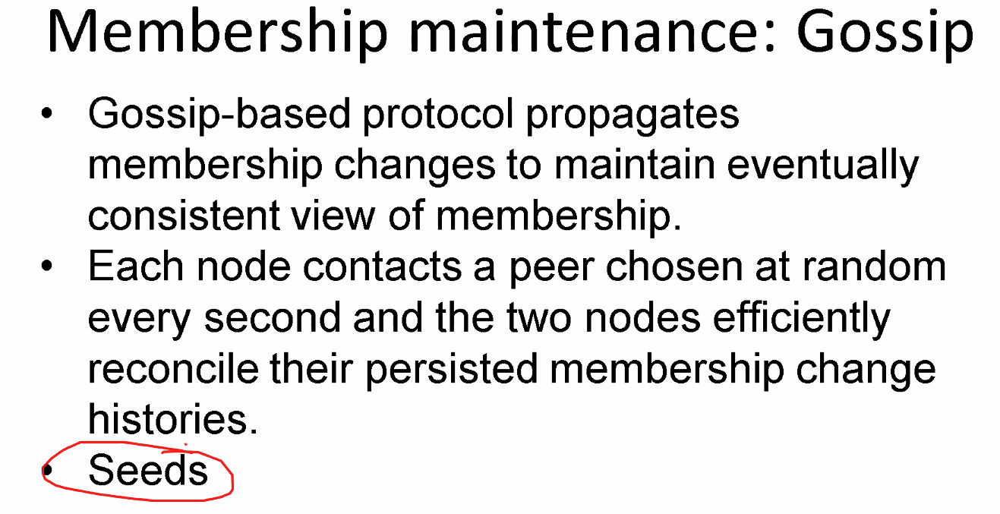 Membership maintenance: Gossip
• Gossip-based protocol propagates
membership changes to maintain eventually
consistent view of membership.
• Each node contacts a peer chosen at random
every second and the two nodes efficiently
reconcile their persisted membership change
histories.
• Seeds